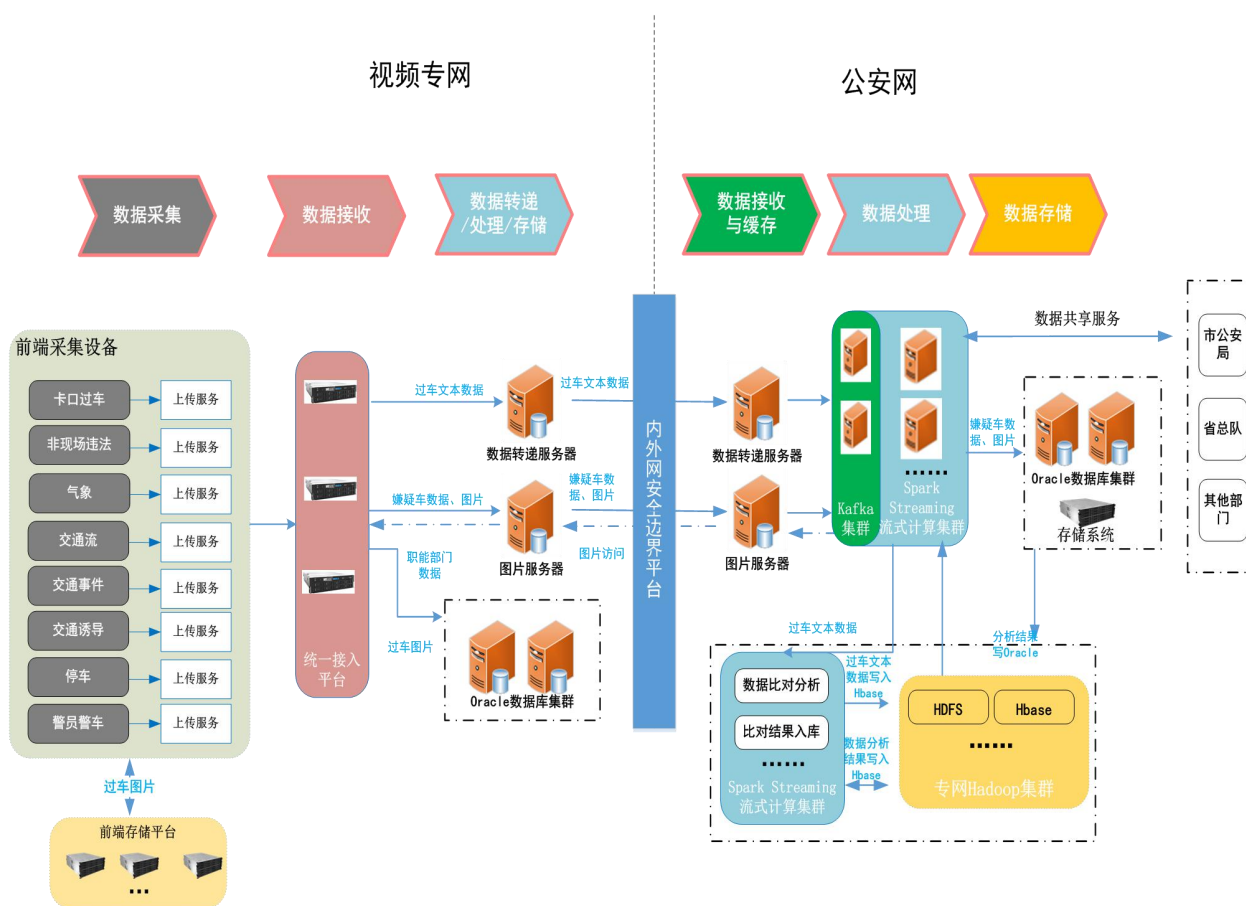 视频专网
公安网
数据采集
数据接收
数据转递
/处理/存储
数据接收
与缓存
数据处理
数据存储
前端采集设备
卡口过车
上传服务
非现场违法
上传服务
气象
上传服务
交通流
上传服务
交通事件
上传服务
交通诱导
上传服务
停车
上传服务
警员警车
上传服务
过车图片
前端存储平台
...
统一接入
平台
过车文本数据
数据转递服务器
过车文本数据
嫌疑车数据、图片
图片服务器
嫌疑车数
据、图片
图片访问
职能部门
数据
过车图片
Oracle数据库集群
内外网安全边界平台
数据转递服务器
图片服务器
Kafka
集群
......
Spark
Streaming
流式计算集群
数据共享服务
嫌疑车数
据、图片
Oracle数据库集群
存储系统
市公安
局
省总队
其他部
门
过车文本数据
分析结果
写Oracle
数据比对分析
比对结果入库
......
Spark Streaming
流式计算集群
过车文本
数据写入
Hbase
数据分析
结果写入
Hbase
HDFS
Hbase
......
专网Hadoop集群